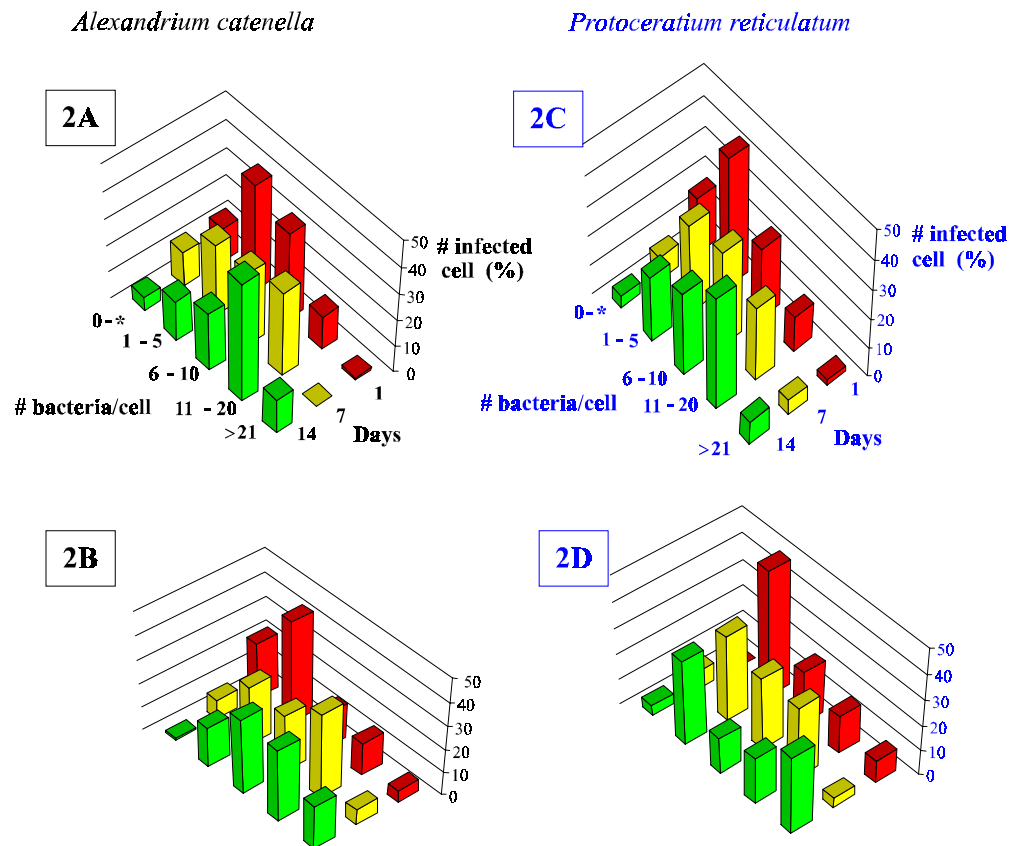 Alexandrium catenella
Protoceratium reticulatum
2A
50
# infected
cell (%)
40
30
20
10
0
0-*
1 - 5
6 - 10
11 - 20
>21
# bacteria/cell
1
7
14
Days
2C
50
# infected
cell (%)
40
30
20
10
0
0-*
1 - 5
6 - 10
11 - 20
>21
# bacteria/cell
1
7
14
Days
2B
50
40
30
20
10
0
2D
50
40
30
20
10
0